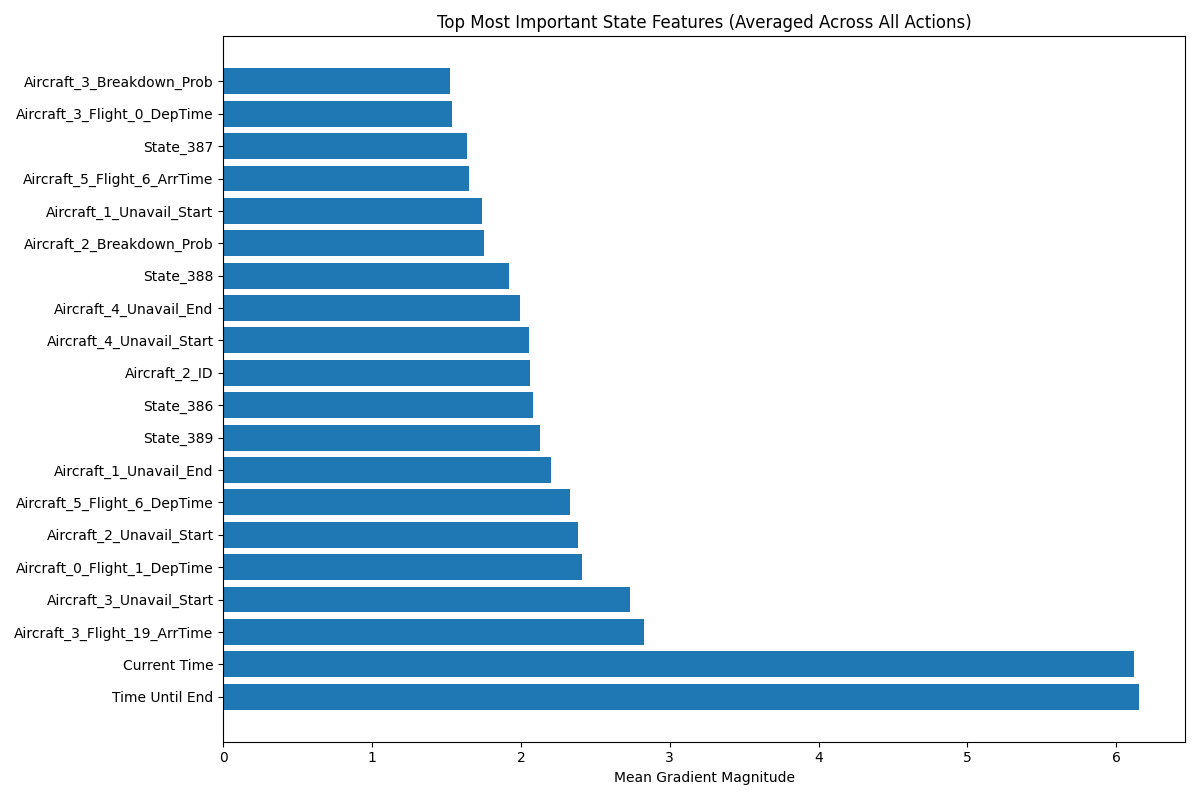 Top Most Important State Features (Averaged Across All Actions)
Aircraft_3_Breakdown_Prob
Aircraft_3_Flight_0_DepTime
State_387
Aircraft_5_Flight_6_ArrTime
Aircraft_1_Unavail_Start
Aircraft_2_Breakdown_Prob
State_388
Aircraft_4_Unavail_End
Aircraft_4_Unavail_Start
Aircraft_2_ID
State_386
State_389
Aircraft_1_Unavail_End
Aircraft_5_Flight_6_DepTime
Aircraft_2_Unavail_Start
Aircraft_0_Flight_1_DepTime
Aircraft_3_Unavail_Start
Aircraft_3_Flight_19_ArrTime
Current Time
Time Until End
0 1 2 3 4 5 6
Mean Gradient Magnitude